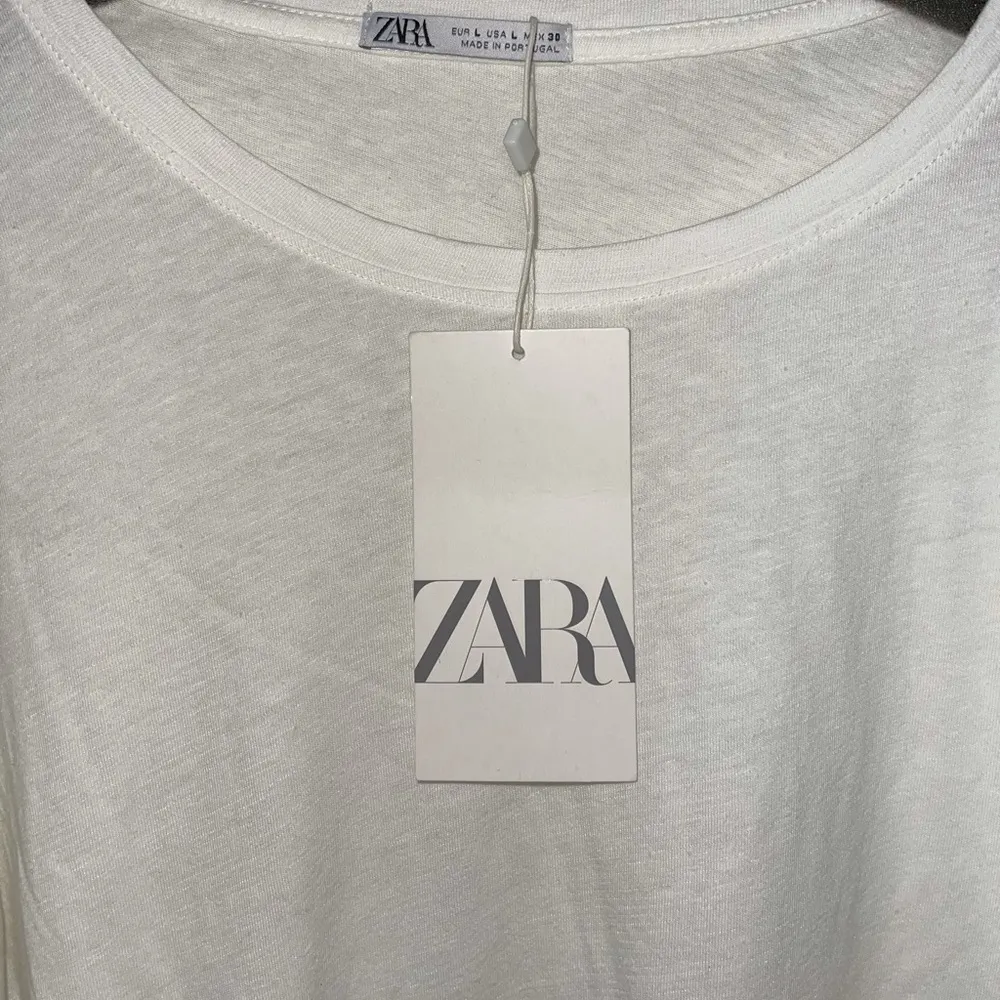 ZARA
EUR L USA L MEX 30
MADE IN PORTUGAL
ZARA